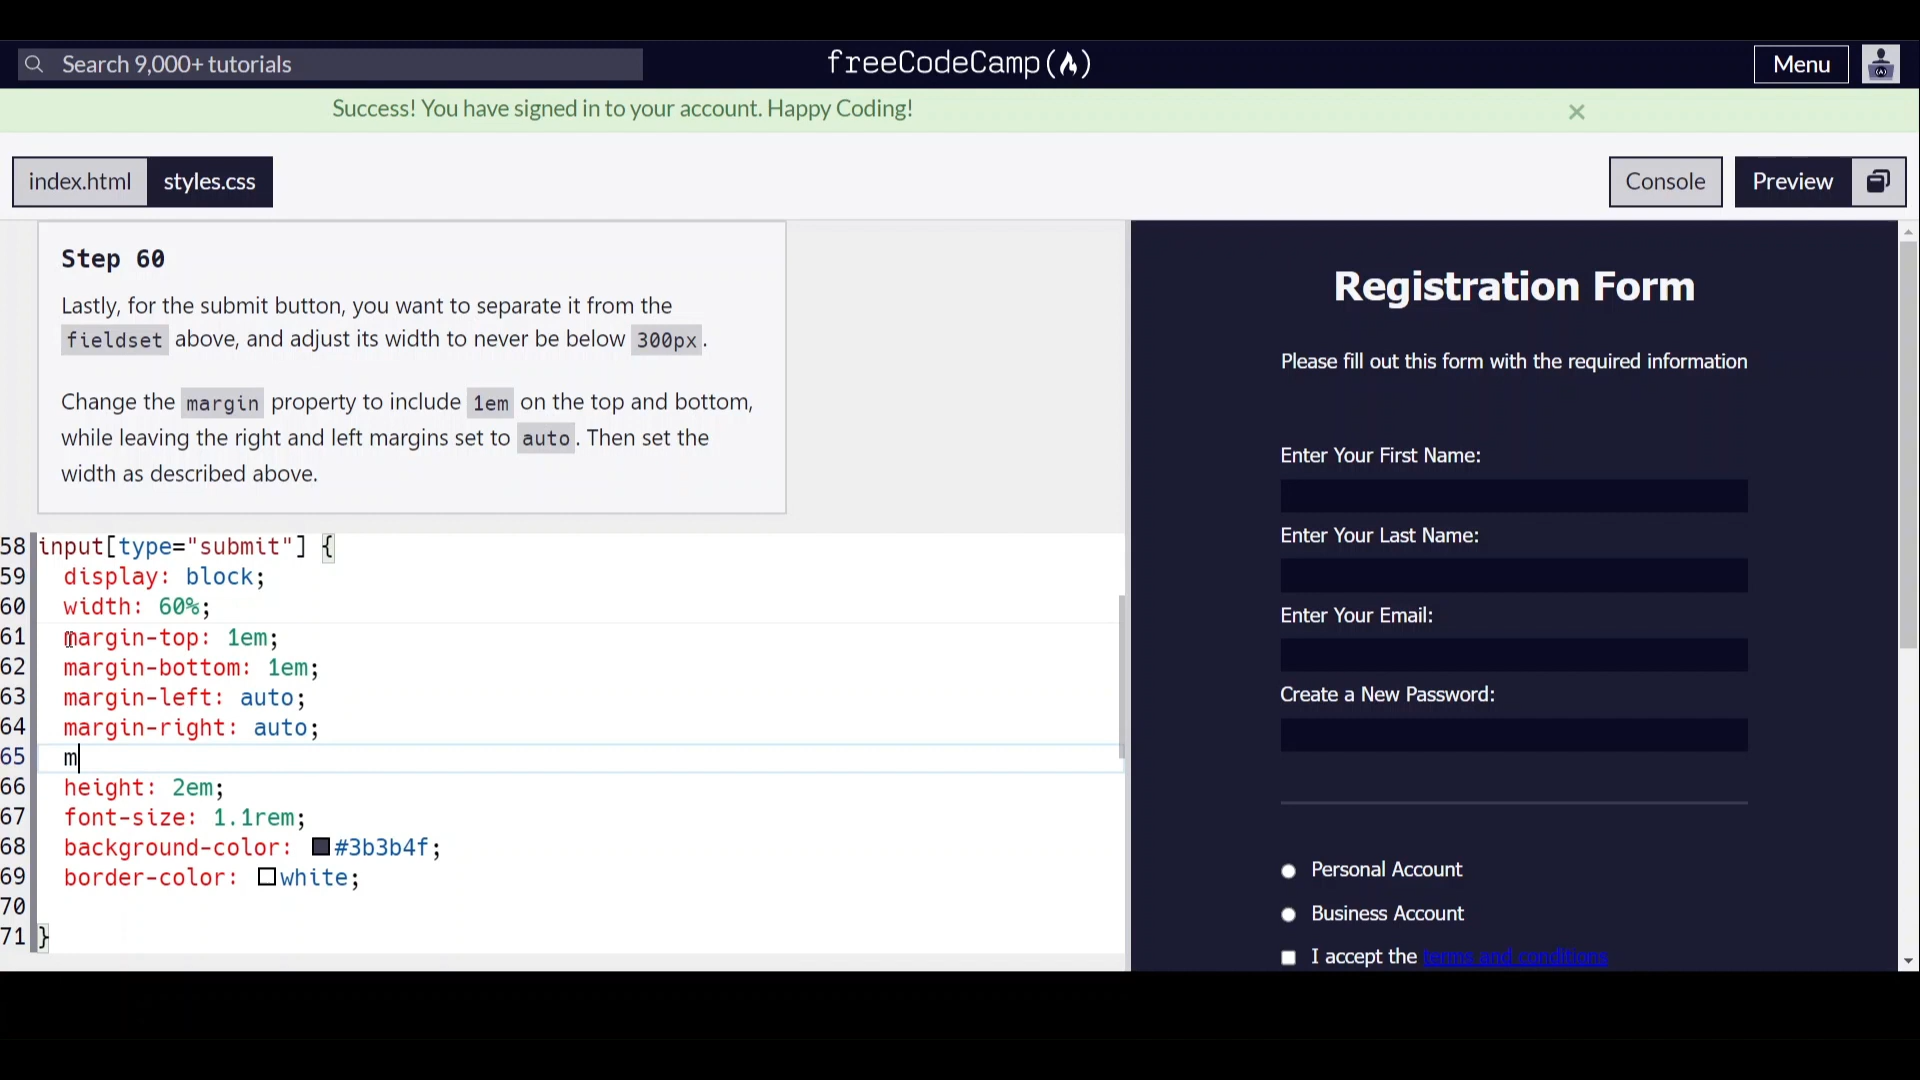 Search 9,000+ tutorials
freeCodeCamp
Menu
Success! You have signed in to your account. Happy Coding!
index.html
styles.css
Console
Preview
Step 60
Lastly, for the submit button, you want to separate it from the
fieldset above, and adjust its width to never be below 300px.
Change the margin property to include 1em on the top and bottom,
while leaving the right and left margins set to auto. Then set the
width as described above.
58 input[type="submit"] {
59 display: block;
60 width: 60%;
61 margin-top: 1em;
62 margin-bottom: 1em;
63 margin-left: auto;
64 margin-right: auto;
65 m
66 height: 2em;
67 font-size: 1.1rem;
68 background-color: #3b3b4f;
69 border-color: white;
70
71 }
Registration Form
Please fill out this form with the required information
Enter Your First Name:
Enter Your Last Name:
Enter Your Email:
Create a New Password:
Personal Account
Business Account
I accept the terms and conditions